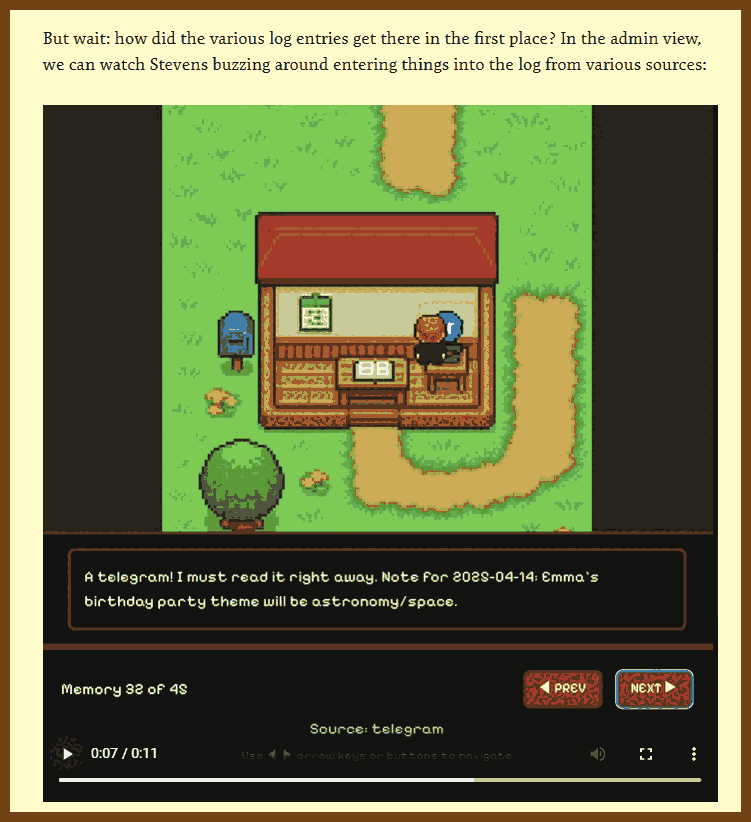 But wait: how did the various log entries get there in the first place? In the admin view,
we can watch Stevens buzzing around entering things into the log from various sources:
A telegram! I must read it right away. Note for 2025-04-14: Emma's
birthday party theme will be astronomy/space.
Memory 32 of 45
◀ PREV
NEXT ▶
Source: telegram
0:07 / 0:11
Use ◀ ▶ arrow keys or buttons to navigate